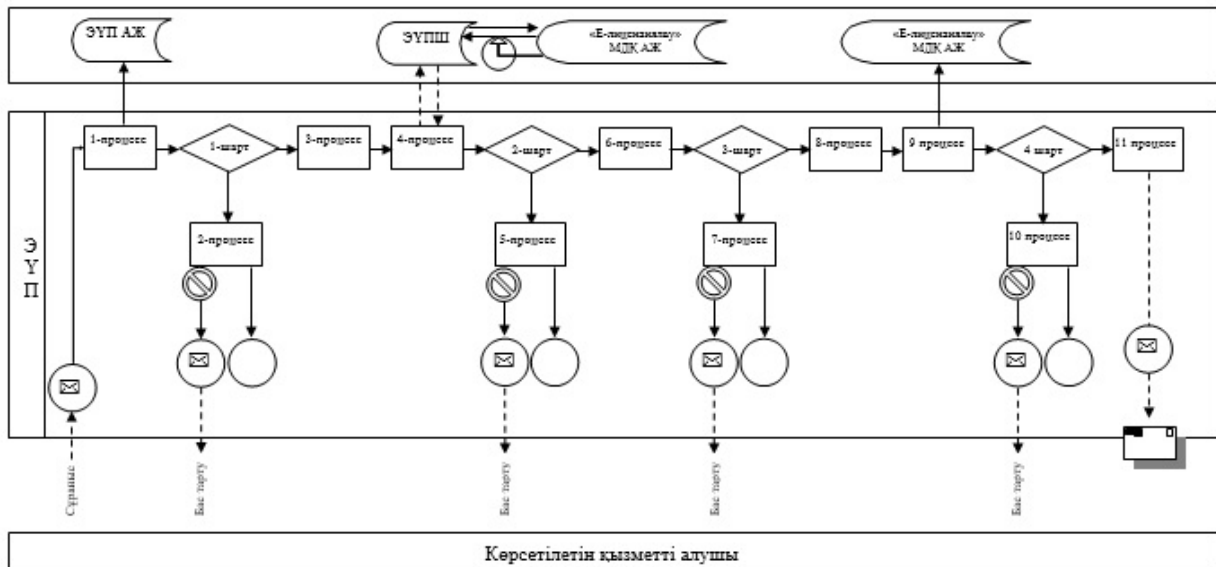 ЭҮП АЖ
ЭҮПШ
«Е-лицензиялау»
МДҚ АЖ
«Е-лицензиялау»
МДҚ АЖ
1-процесс
1-шарт
3-процесс
4-процесс
2-шарт
6-процесс
3-шарт
8-процесс
9 процесс
4 шарт
11 процесс
2-процесс
5-процесс
7-процесс
10 процесс
Э
Ү
П
Сұраныс
Бас тарту
Бас тарту
Бас тарту
Бас тарту
Көрсетілетін қызметті алушы